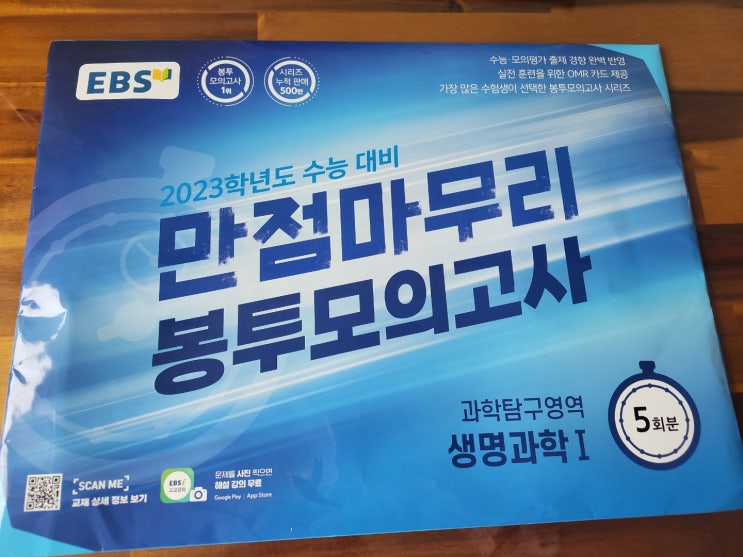 EBS
봉투
모의고사
1위
시리즈
누적 판매
500만
수능·모의평가 출제 경향 완벽 반영
실전 훈련을 위한 OMR 카드 제공
가장 많은 수험생이 선택한 봉투모의고사 시리즈
2023학년도 수능 대비
만점마무리
봉투모의고사
과학탐구영역
생명과학Ⅰ
5회분
SCAN ME
교재 상세 정보 보기
EBSi
고교강의
문제를 사진 찍으면
해설 강의 무료
Google Play | App Store